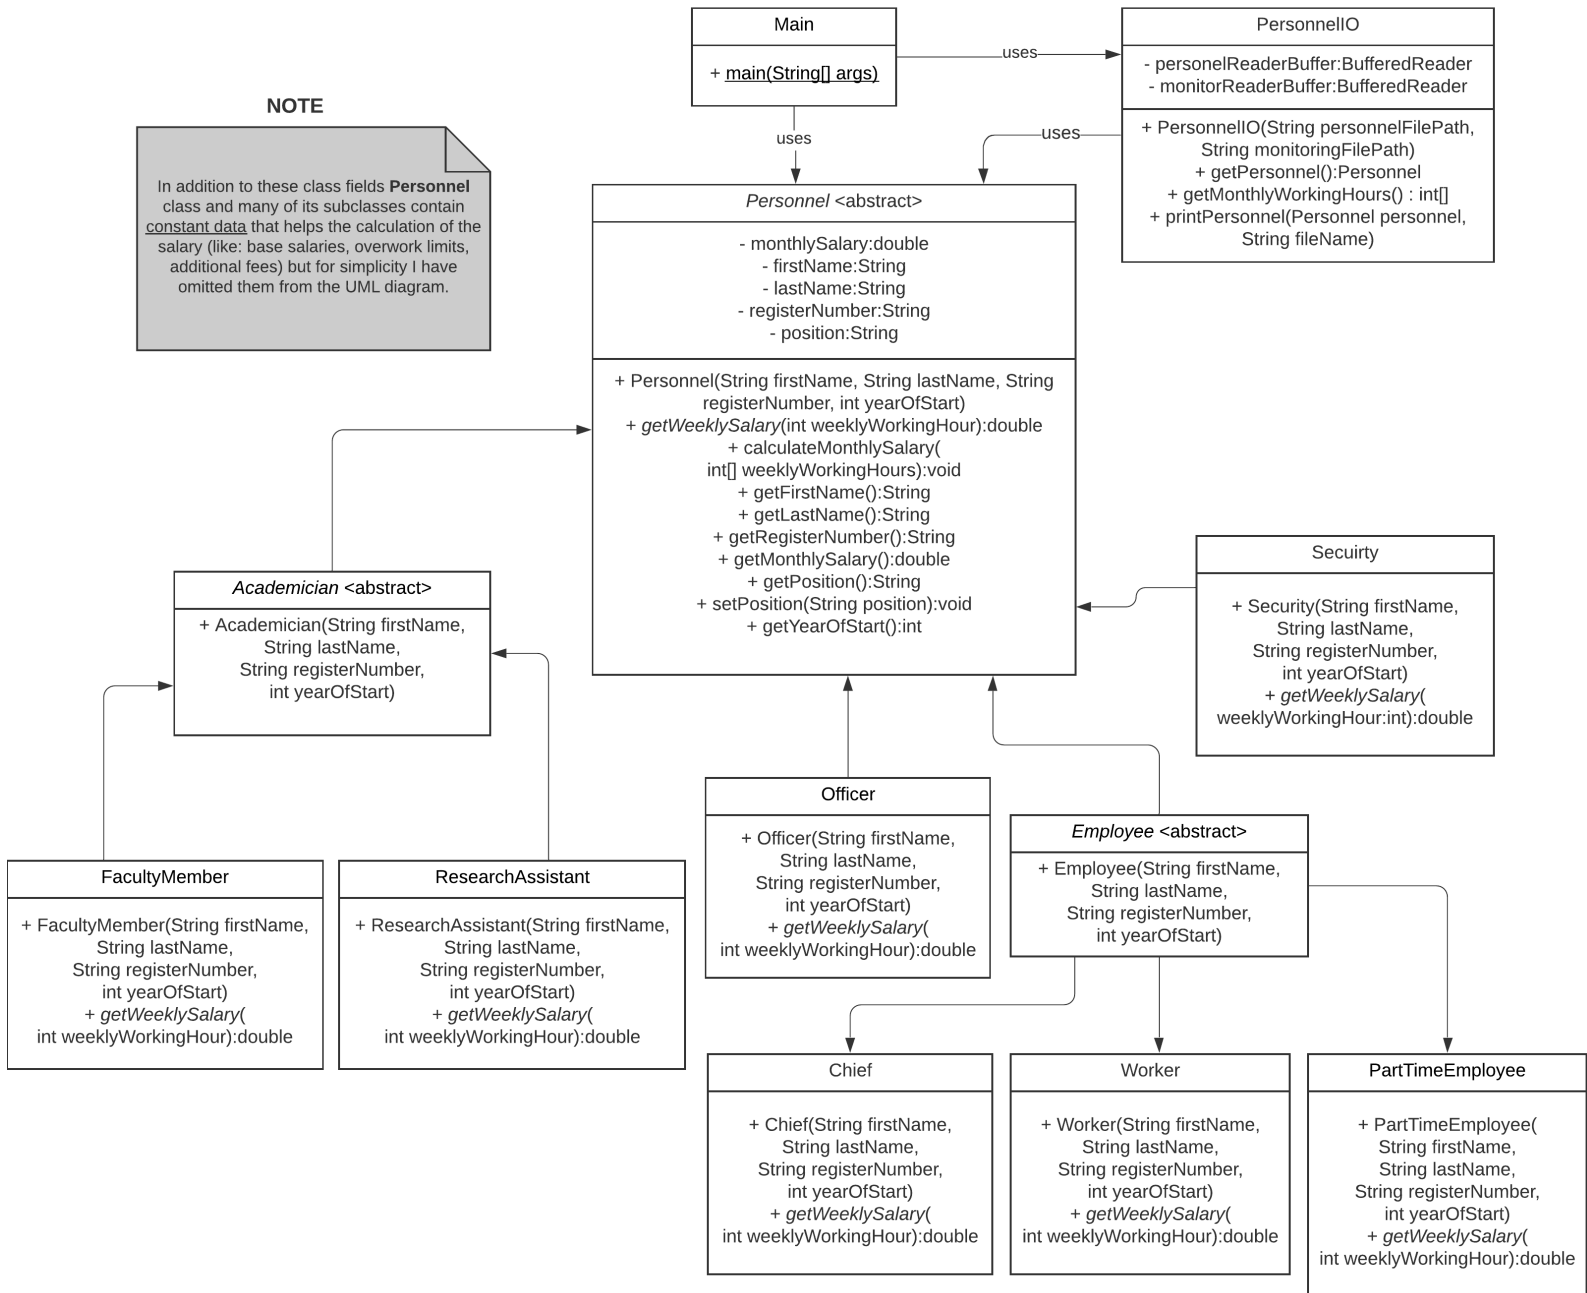 Main
+ main(String[] args)
uses
uses
PersonnelIO
- personelReaderBuffer:BufferedReader
- monitorReaderBuffer:BufferedReader
+ PersonnelIO(String personnelFilePath,
String monitoringFilePath)
+ getPersonnel():Personnel
+ getMonthlyWorkingHours() : int[]
+ printPersonnel(Personnel personnel,
String fileName)
uses
NOTE
In addition to these class fields Personnel
class and many of its subclasses contain
constant data that helps the calculation of the
salary (like: base salaries, overwork limits,
additional fees) but for simplicity I have
omitted them from the UML diagram.
Personnel <abstract>
- monthlySalary:double
- firstName:String
- lastName:String
- registerNumber:String
- position:String
+ Personnel(String firstName, String lastName, String
registerNumber, int yearOfStart)
+ getWeeklySalary(int weeklyWorkingHour):double
+ calculateMonthlySalary(
int[] weeklyWorkingHours):void
+ getFirstName():String
+ getLastName():String
+ getRegisterNumber():String
+ getMonthlySalary():double
+ getPosition():String
+ setPosition(String position):void
+ getYearOfStart():int
Academician <abstract>
+ Academician(String firstName,
String lastName,
String registerNumber,
int yearOfStart)
Secuirty
+ Security(String firstName,
String lastName,
String registerNumber,
int yearOfStart)
+ getWeeklySalary(
weeklyWorkingHour:int):double
Officer
+ Officer(String firstName,
String lastName,
String registerNumber,
int yearOfStart)
+ getWeeklySalary(
int weeklyWorkingHour):double
Employee <abstract>
+ Employee(String firstName,
String lastName,
String registerNumber,
int yearOfStart)
FacultyMember
+ FacultyMember(String firstName,
String lastName,
String registerNumber,
int yearOfStart)
+ getWeeklySalary(
int weeklyWorkingHour):double
ResearchAssistant
+ ResearchAssistant(String firstName,
String lastName,
String registerNumber,
int yearOfStart)
+ getWeeklySalary(
int weeklyWorkingHour):double
Chief
+ Chief(String firstName,
String lastName,
String registerNumber,
int yearOfStart)
+ getWeeklySalary(
int weeklyWorkingHour):double
Worker
+ Worker(String firstName,
String lastName,
String registerNumber,
int yearOfStart)
+ getWeeklySalary(
int weeklyWorkingHour):double
PartTimeEmployee
+ PartTimeEmployee(
String firstName,
String lastName,
String registerNumber,
int yearOfStart)
+ getWeeklySalary(
int weeklyWorkingHour):double